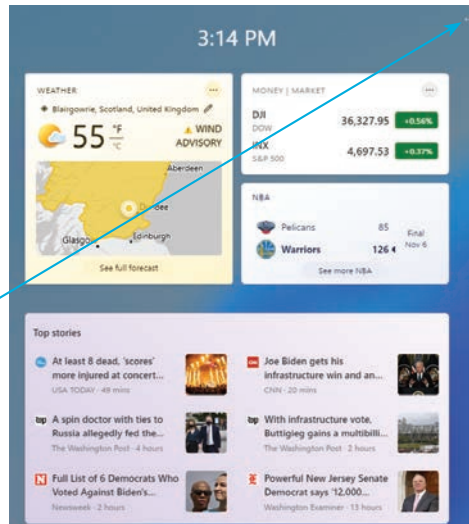 3:14 PM
WEATHER
Blairgowrie, Scotland, United Kingdom
55 °F
°C
WIND
ADVISORY
Aberdeen
Dundee
Glasgow
Edinburgh
See full forecast
MONEY | MARKET
DJI
DOW
36,327.95
+0.56%
INX
S&P 500
4,697.53
+0.37%
NBA
Pelicans 85
Warriors 126
Final
Nov 6
See more NBA
Top stories
At least 8 dead, 'scores'
more injured at concert...
USA TODAY · 49 mins
Joe Biden gets his
infrastructure win and an...
CNN · 20 mins
wp
A spin doctor with ties to
Russia allegedly fed the...
The Washington Post · 4 hours
wp
With infrastructure vote,
Buttigieg gains a multibilli...
The Washington Post · 2 hours
N
Full List of 6 Democrats Who
Voted Against Biden's...
Newsweek · 2 hours
E
Powerful New Jersey Senate
Democrat says '12,000...
Washington Examiner · 13 hours